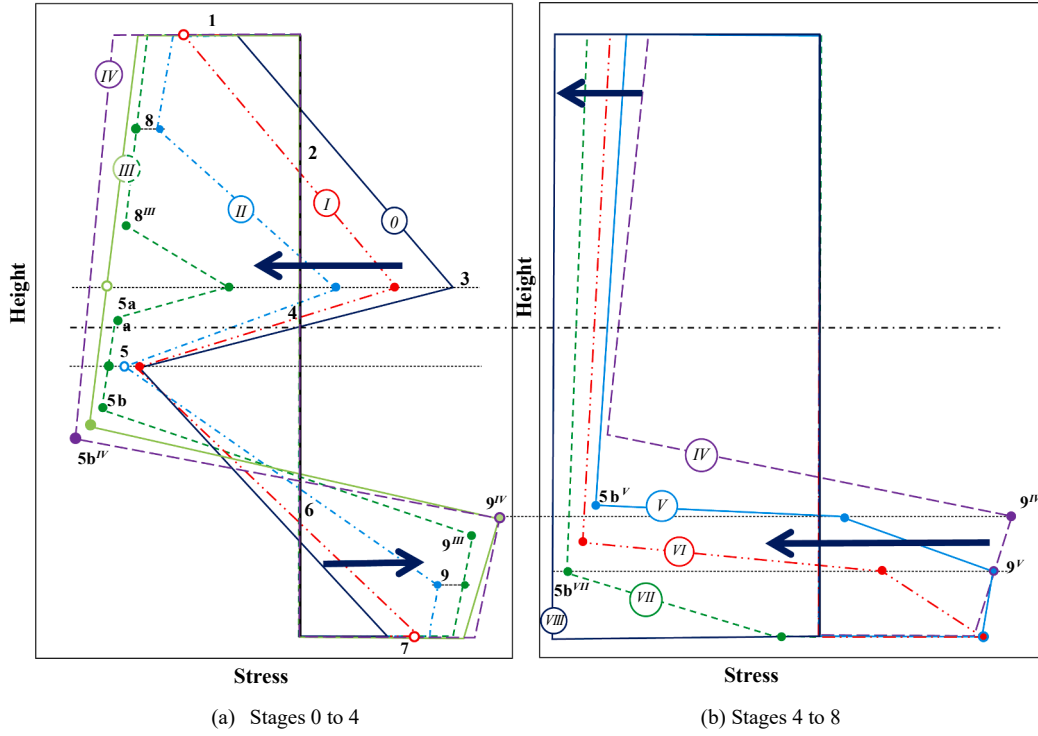 1
IV
8
2
III
II
I
0
8III
Height
3
5a
4
a
5
5b
5bIV
6
9IV
9III
9
7
Stress
(a) Stages 0 to 4
Height
IV
5bV
V
9IV
VI
9V
5bVII
VII
VIII
Stress
(b) Stages 4 to 8